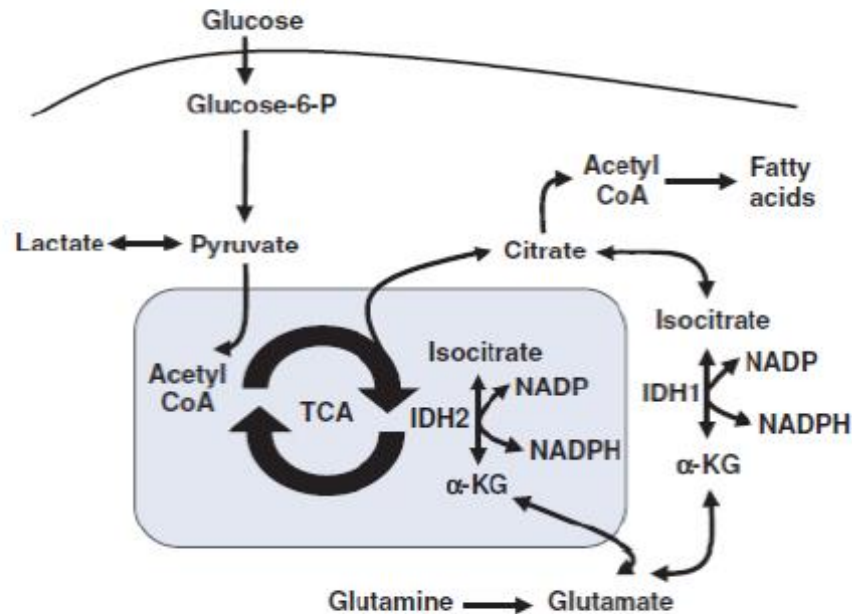 Glucose
Glucose-6-P
Acetyl
CoA
Fatty
acids
Lactate
Pyruvate
Citrate
Isocitrate
NADP
IDH1
NADPH
α-KG
Acetyl
CoA
TCA
Isocitrate
NADP
IDH2
NADPH
α-KG
Glutamine
Glutamate